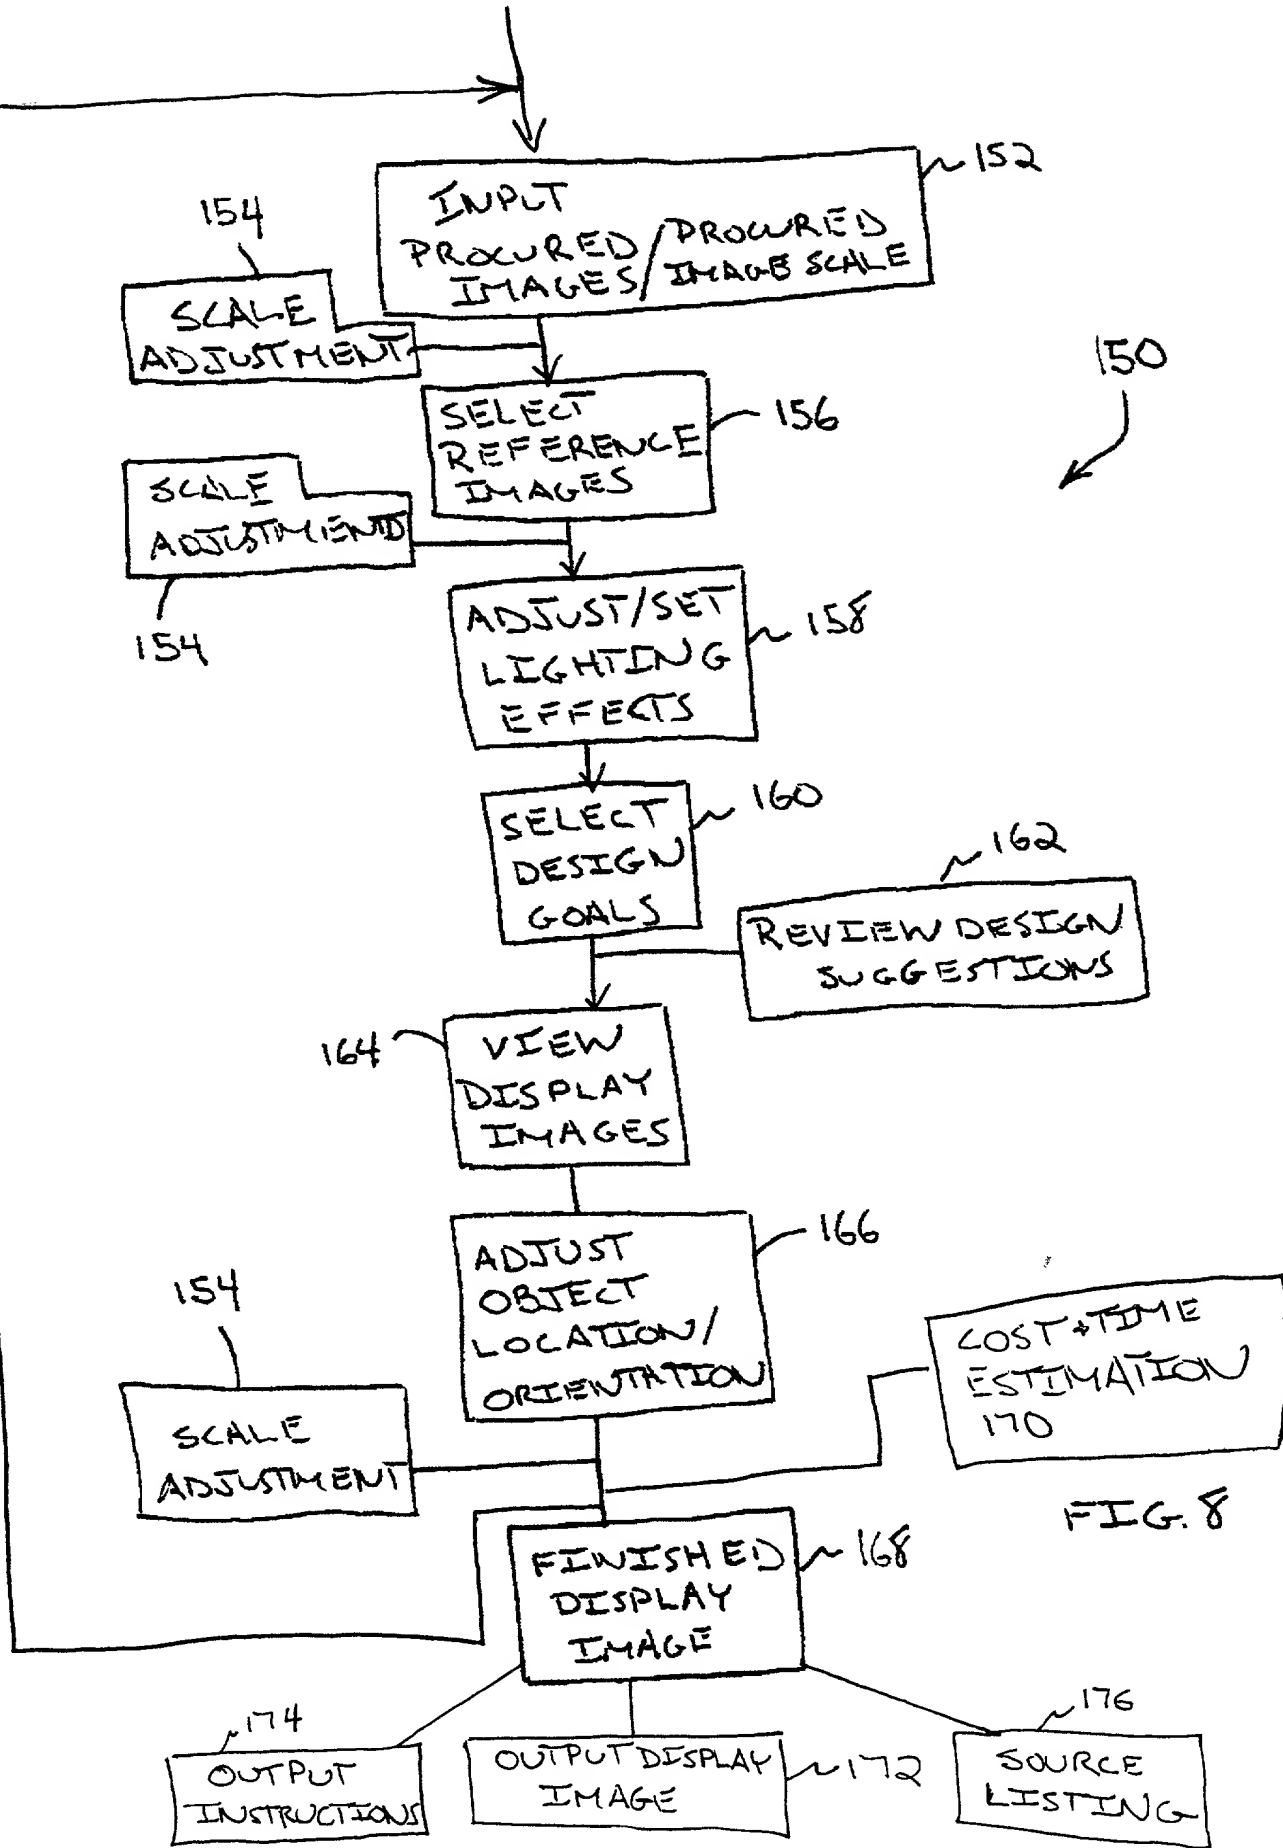 152
INPUT
PROCURED
IMAGES/
PROCURED
IMAGE SCALE
154
SCALE
ADJUSTMENT
150
SELECT
REFERENCE
IMAGES
156
SCALE
ADJUSTMENT
154
ADJUST/SET
LIGHTING
EFFECTS
158
SELECT
DESIGN
GOALS
160
162
REVIEW DESIGN
SUGGESTIONS
164
VIEW
DISPLAY
IMAGES
ADJUST
OBJECT
LOCATION/
ORIENTATION
166
154
SCALE
ADJUSTMENT
COST + TIME
ESTIMATION
170
FIG. 8
FINISHED
DISPLAY
IMAGE
168
174
OUTPUT
INSTRUCTIONS
OUTPUT DISPLAY
IMAGE
172
176
SOURCE
LISTING